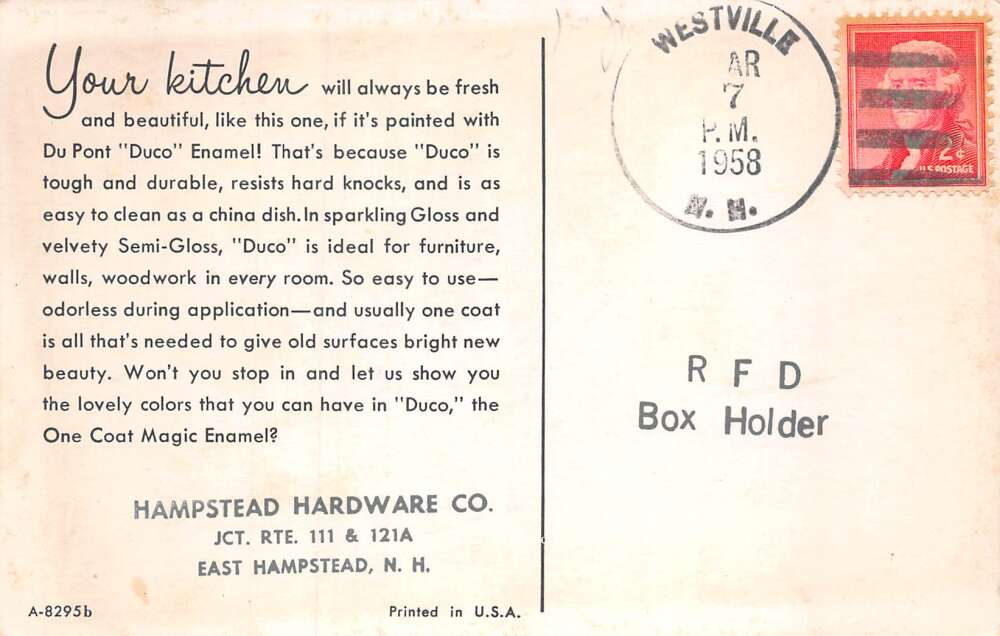 Your kitchen will always be fresh
and beautiful, like this one, if it's painted with
Du Pont "Duco" Enamel! That's because "Duco" is
tough and durable, resists hard knocks, and is as
easy to clean as a china dish. In sparkling Gloss and
velvety Semi-Gloss, "Duco" is ideal for furniture,
walls, woodwork in every room. So easy to use—
odorless during application—and usually one coat
is all that's needed to give old surfaces bright new
beauty. Won't you stop in and let us show you
the lovely colors that you can have in "Duco," the
One Coat Magic Enamel?
HAMPSTEAD HARDWARE CO.
JCT. RTE. 111 & 121A
EAST HAMPSTEAD, N. H.
A-8295b
Printed in U.S.A.
WESTVILLE
AR
7
P.M.
1958
N. H.
2¢
U.S. POSTAGE
R F D
Box Holder